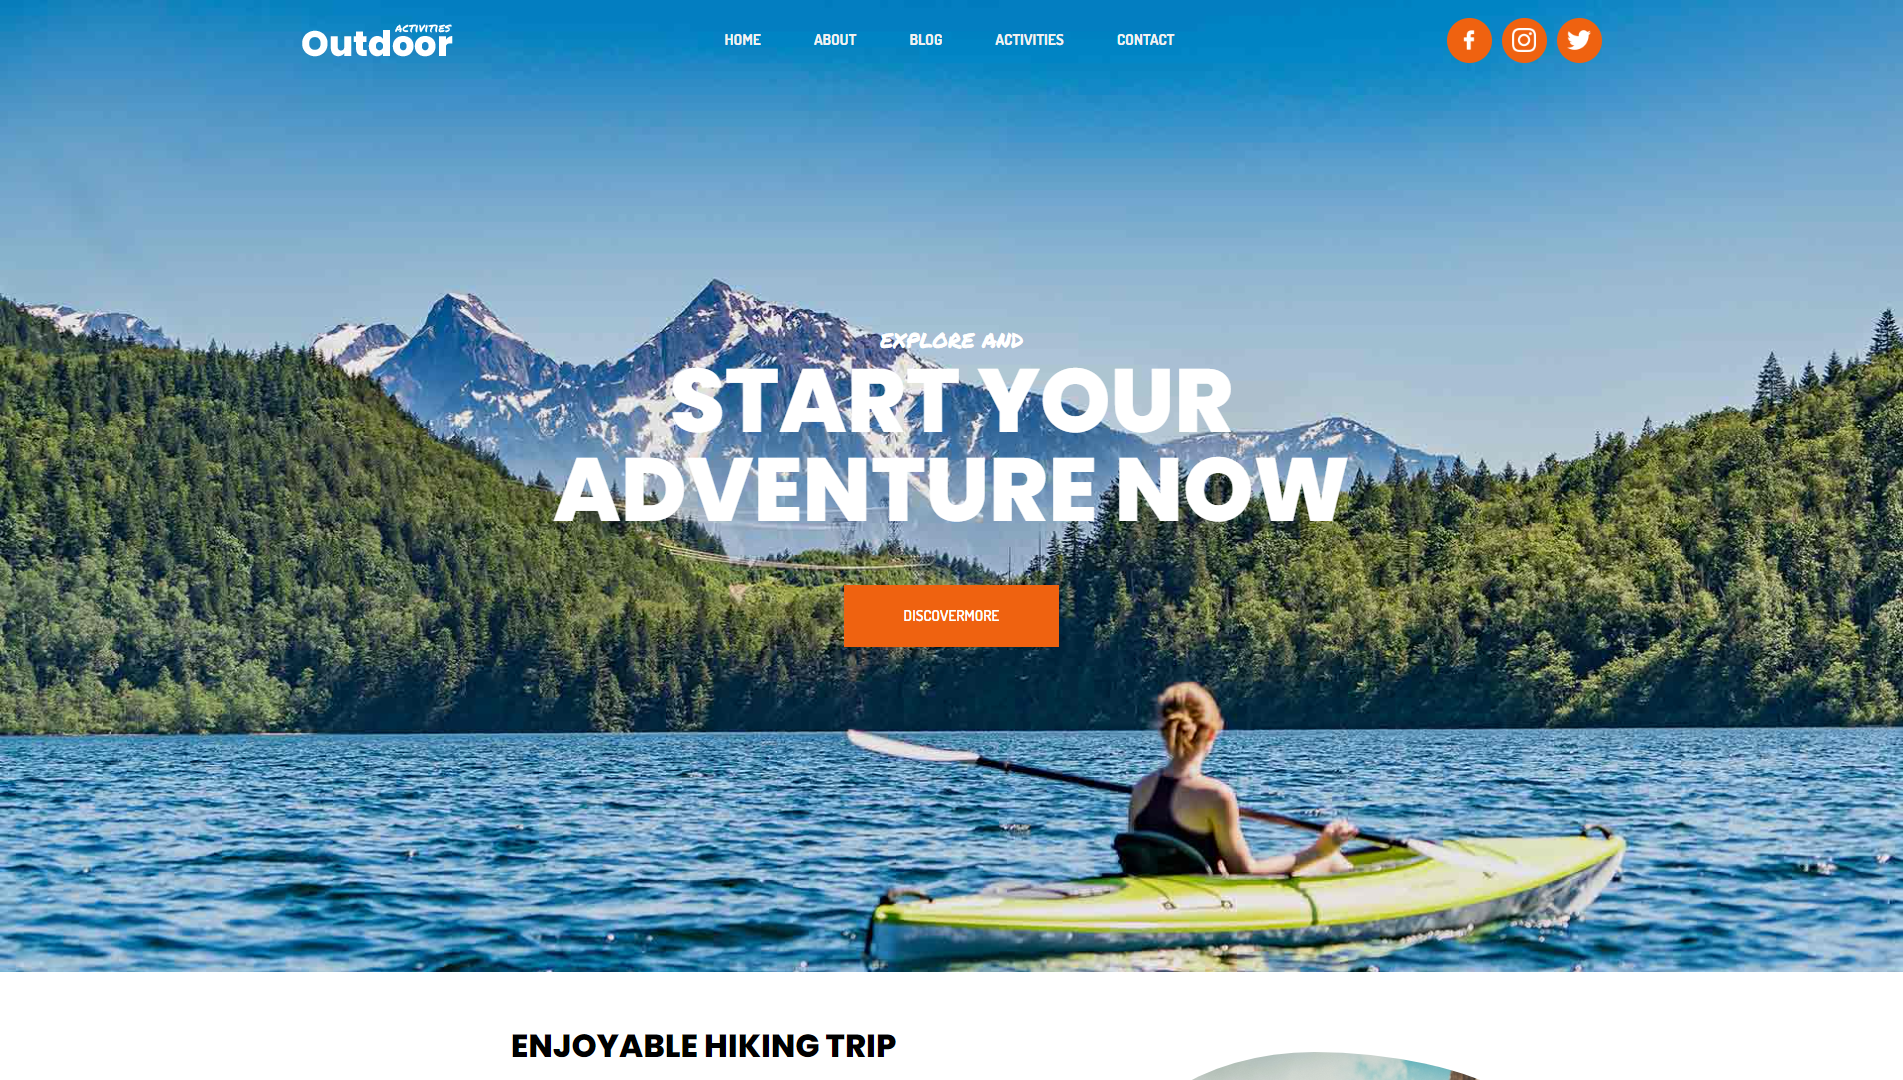 ACTIVITIES
Outdoor
HOME ABOUT BLOG ACTIVITIES CONTACT
EXPLORE AND
START YOUR
ADVENTURE NOW
DISCOVERMORE
ENJOYABLE HIKING TRIP